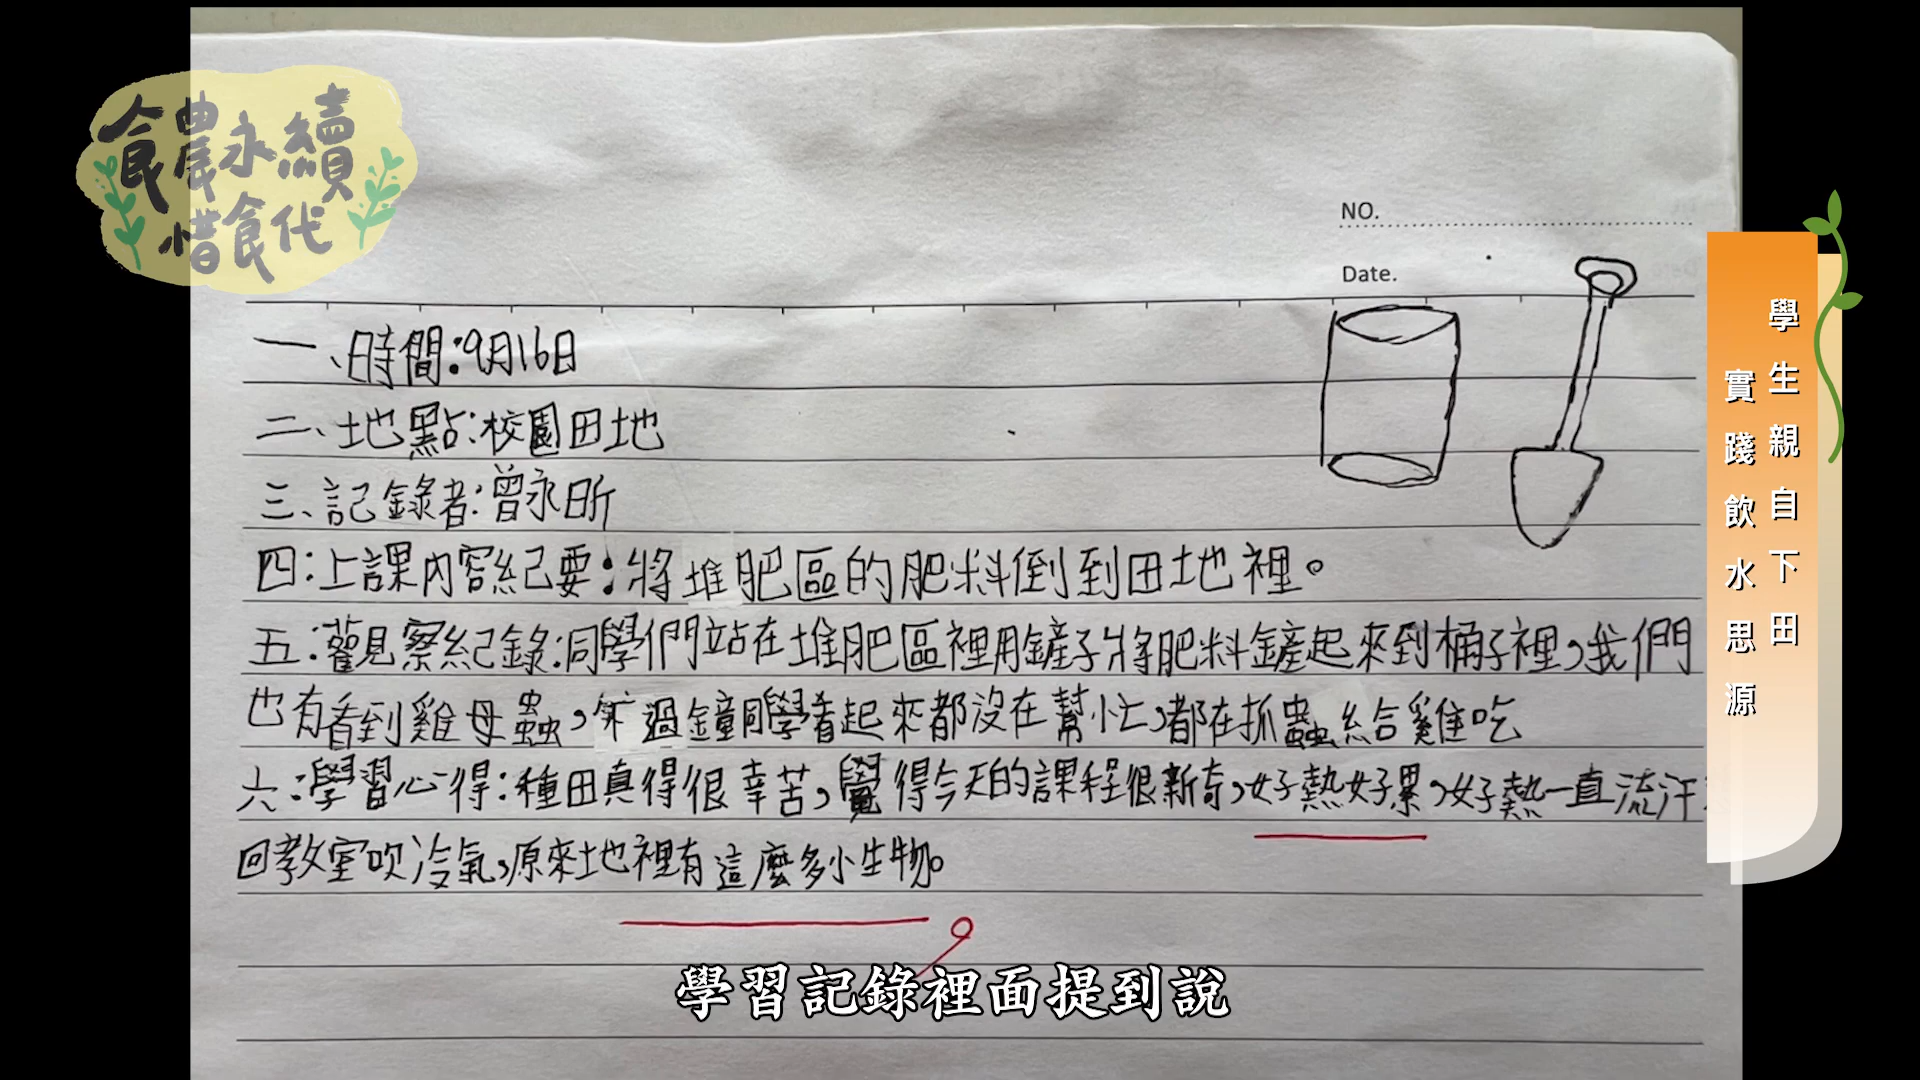 食農永續
惜食代
NO.
Date.
一、時間:9月16日
二、地點:校園田地
三、記錄者:曾永昕
四:上課內容紀要:將堆肥區的肥料倒到田地裡。
五:觀察紀錄:同學們站在堆肥區裡用鏟子將肥料鏟起來到桶子裡,我們
也有看到雞母蟲,過鐘同學看起來都沒在幫忙,都在抓蟲給雞吃
六:學習心得:種田真得很幸苦,覺得今天的課程很新奇,好熱好累,好熱一直流汗
回教室吹冷氣,原來地裡有這麼多小生物。
學生親自下田
實踐飲水思源
學習記錄裡面提到說